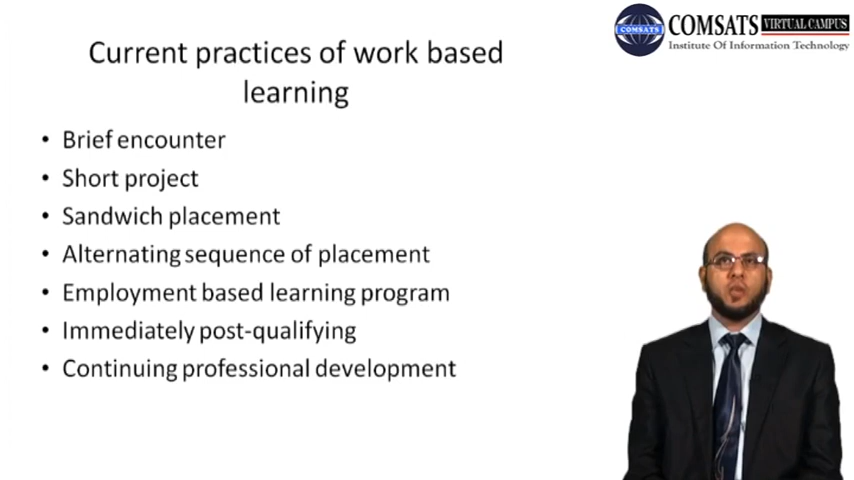 COMSATS VIRTUAL CAMPUS
Institute Of Information Technology
COMSATS
Current practices of work based
learning
• Brief encounter
• Short project
• Sandwich placement
• Alternating sequence of placement
• Employment based learning program
• Immediately post-qualifying
• Continuing professional development